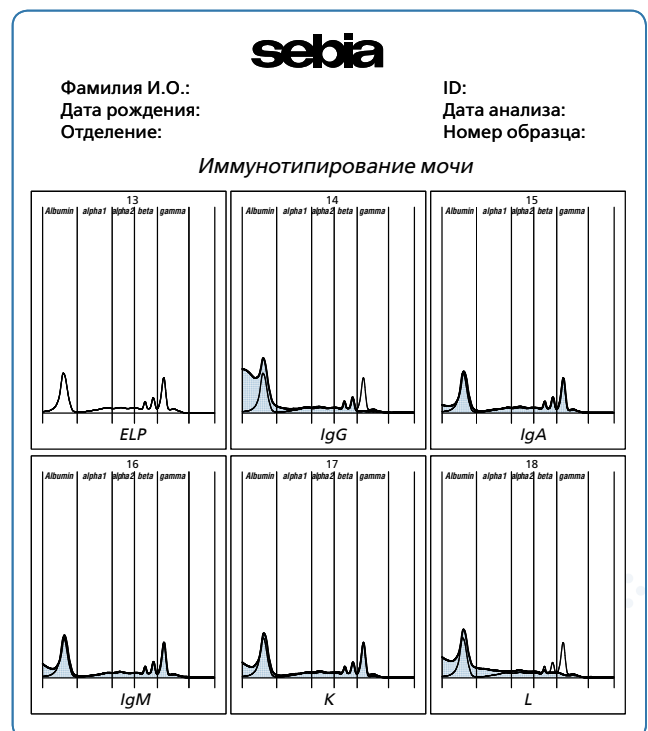 sebia
Фамилия И.О.: ID:
Дата рождения: Дата анализа:
Отделение: Номер образца:
Иммунотипирование мочи
13 14 15
Albumin alpha1 alpha2 beta gamma Albumin alpha1 alpha2 beta gamma Albumin alpha1 alpha2 beta gamma
ELP IgG IgA
16 17 18
Albumin alpha1 alpha2 beta gamma Albumin alpha1 alpha2 beta gamma Albumin alpha1 alpha2 beta gamma
IgM K L